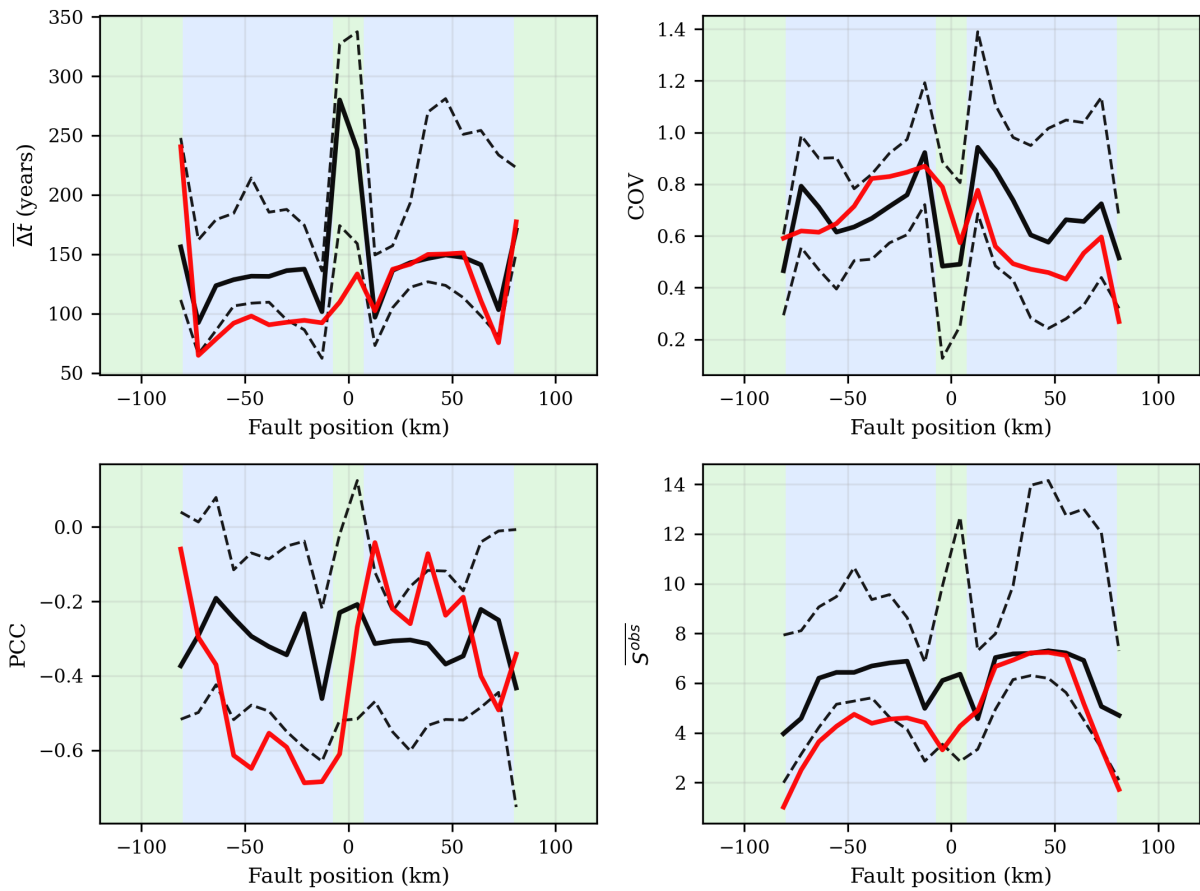 350
300
250
200
150
100
50
$\overline{\Delta t}$ (years)
−100 −50 0 50 100
Fault position (km)
1.4
1.2
1.0
0.8
0.6
0.4
0.2
COV
−100 −50 0 50 100
Fault position (km)
0.0
−0.2
−0.4
−0.6
PCC
−100 −50 0 50 100
Fault position (km)
14
12
10
8
6
4
2
$\overline{S^{obs}}$
−100 −50 0 50 100
Fault position (km)